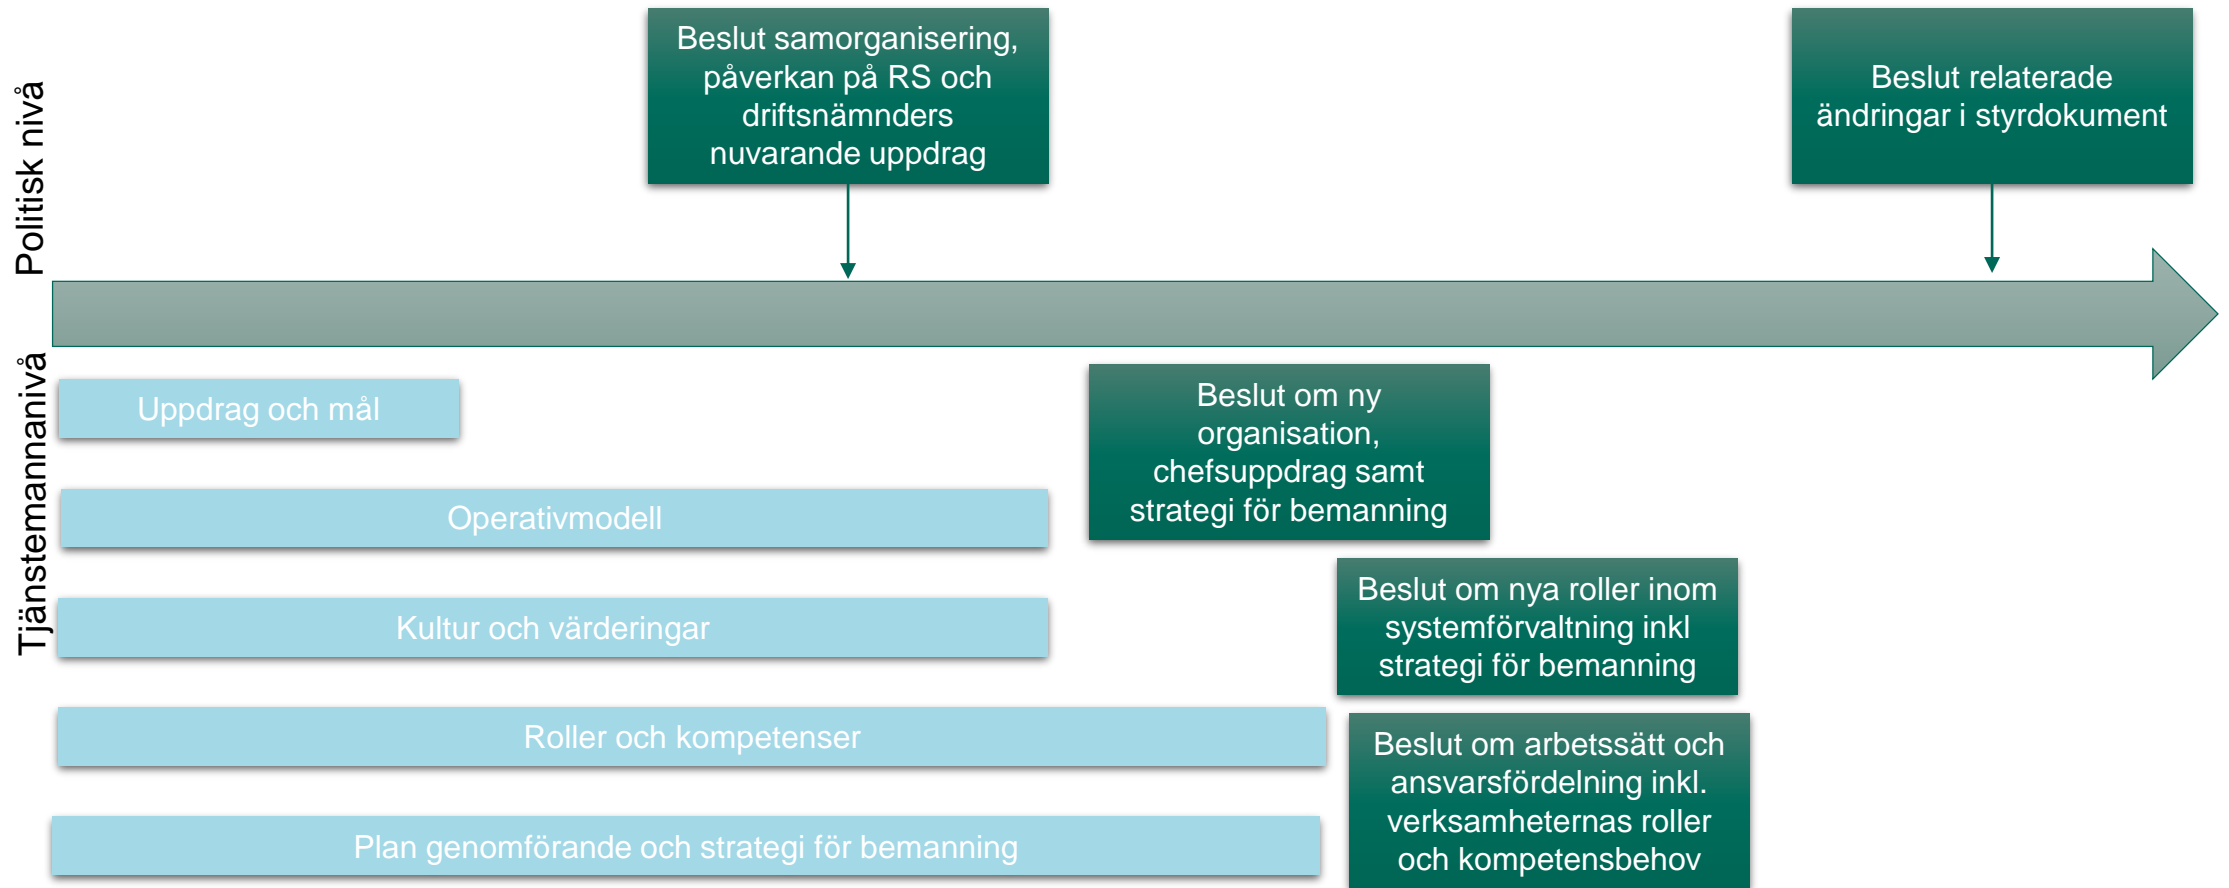 Politisk nivå
Beslut samorganisering,
påverkan på RS och
driftsnämnders
nuvarande uppdrag
Beslut relaterade
ändringar i styrdokument
Tjänstemannanivå
Uppdrag och mål
Operativmodell
Kultur och värderingar
Roller och kompetenser
Plan genomförande och strategi för bemanning
Beslut om ny
organisation,
chefsuppdrag samt
strategi för bemanning
Beslut om nya roller inom
systemförvaltning inkl
strategi för bemanning
Beslut om arbetssätt och
ansvarsfördelning inkl.
verksamheternas roller
och kompetensbehov